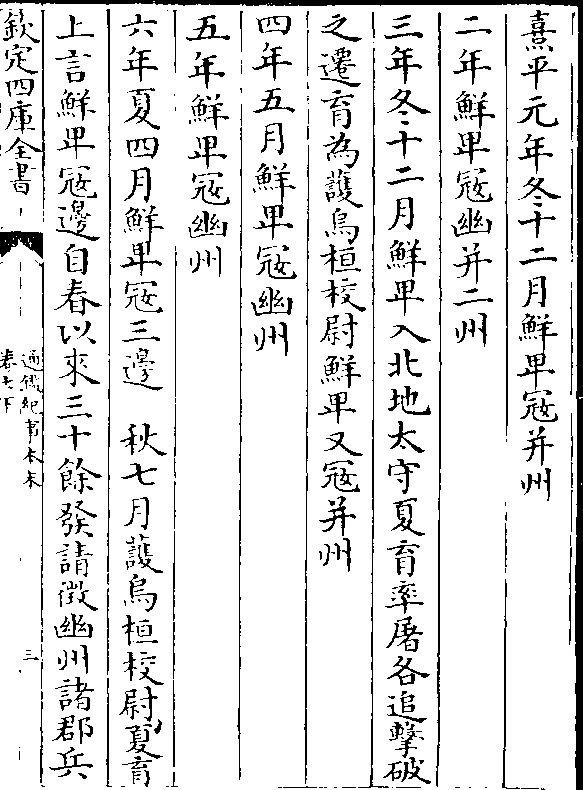 熹平元年冬十二月鮮卑寇并州
二年鮮卑寇幽并二州
三年冬十二月鮮卑入北地太守夏育率屠各追擊破
之遷育為護烏桓校尉鮮卑又寇并州
四年五月鮮卑寇幽州
五年鮮卑寇幽州
六年夏四月鮮卑寇三邊　秋七月護烏桓校尉夏育
上言鮮卑寇邊自春以來三十餘發請徵幽州諸郡兵
欽定四庫全書
通鑑紀事本末
卷七下
三